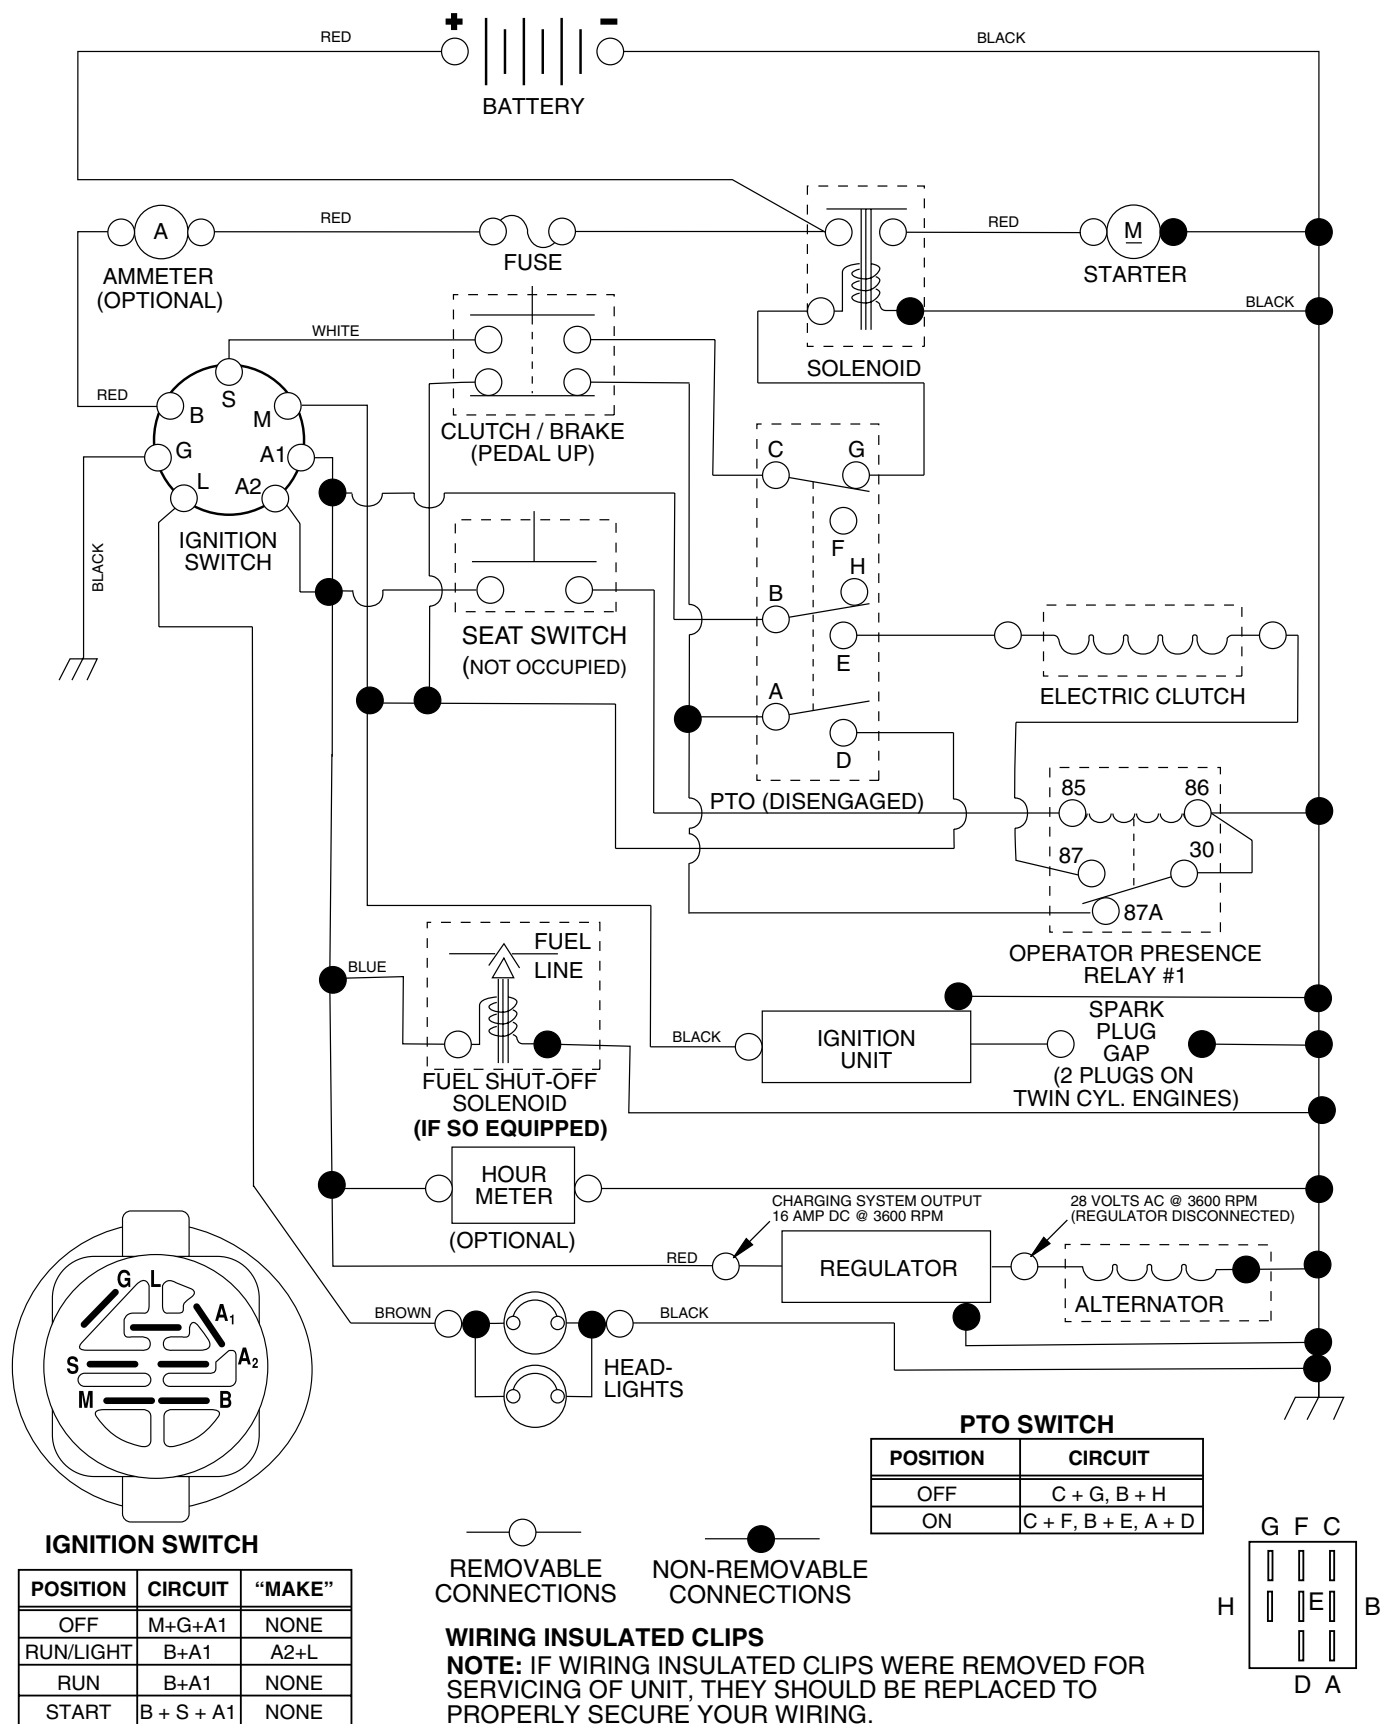 + -
RED
BLACK
BATTERY
A
RED
RED
M
AMMETER
(OPTIONAL)
FUSE
STARTER
BLACK
WHITE
SOLENOID
RED
S
B
M
G
A1
L
A2
CLUTCH / BRAKE
(PEDAL UP)
C G
F
H
B
E
A
D
IGNITION
SWITCH
BLACK
SEAT SWITCH
(NOT OCCUPIED)
ELECTRIC CLUTCH
PTO (DISENGAGED)
85 86
87 30
87A
OPERATOR PRESENCE
RELAY #1
FUEL
LINE
BLUE
BLACK
IGNITION
UNIT
SPARK
PLUG
GAP
(2 PLUGS ON
TWIN CYL. ENGINES)
FUEL SHUT-OFF
SOLENOID
(IF SO EQUIPPED)
HOUR
METER
(OPTIONAL)
CHARGING SYSTEM OUTPUT
16 AMP DC @ 3600 RPM
28 VOLTS AC @ 3600 RPM
(REGULATOR DISCONNECTED)
RED
REGULATOR
ALTERNATOR
BROWN
BLACK
HEAD-
LIGHTS
G L
A1
S
A2
M B
IGNITION SWITCH
POSITION CIRCUIT “MAKE”
OFF M+G+A1 NONE
RUN/LIGHT B+A1 A2+L
RUN B+A1 NONE
START B + S + A1 NONE
PTO SWITCH
POSITION CIRCUIT
OFF C + G, B + H
ON C + F, B + E, A + D
REMOVABLE
CONNECTIONS
NON-REMOVABLE
CONNECTIONS
G F C
H E B
D A
WIRING INSULATED CLIPS
NOTE: IF WIRING INSULATED CLIPS WERE REMOVED FOR
SERVICING OF UNIT, THEY SHOULD BE REPLACED TO
PROPERLY SECURE YOUR WIRING.